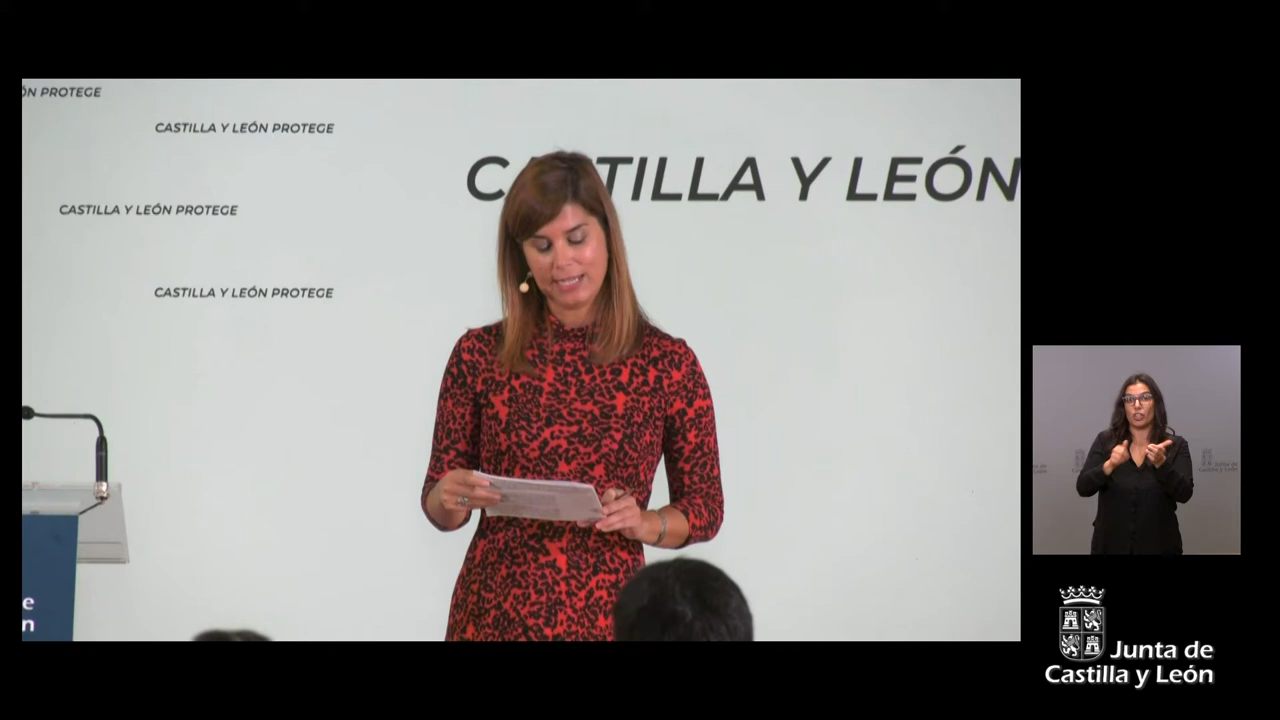 ÓN PROTEGE
CASTILLA Y LEÓN PROTEGE
CASTILLA Y LEÓN
CASTILLA Y LEÓN PROTEGE
CASTILLA Y LEÓN PROTEGE
e
n
Junta de
Castilla y León